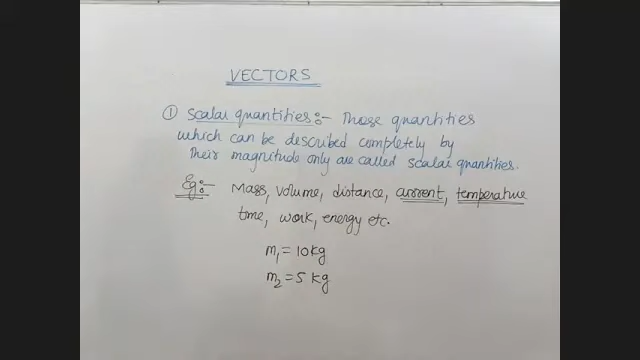 VECTORS
① Scalar quantities:- Those quantities
which can be described completely by
their magnitude only are called scalar quantities.
Eg:- Mass, volume, distance, current, temperature
time, work, energy etc.
m₁ = 10kg
m₂ = 5 kg